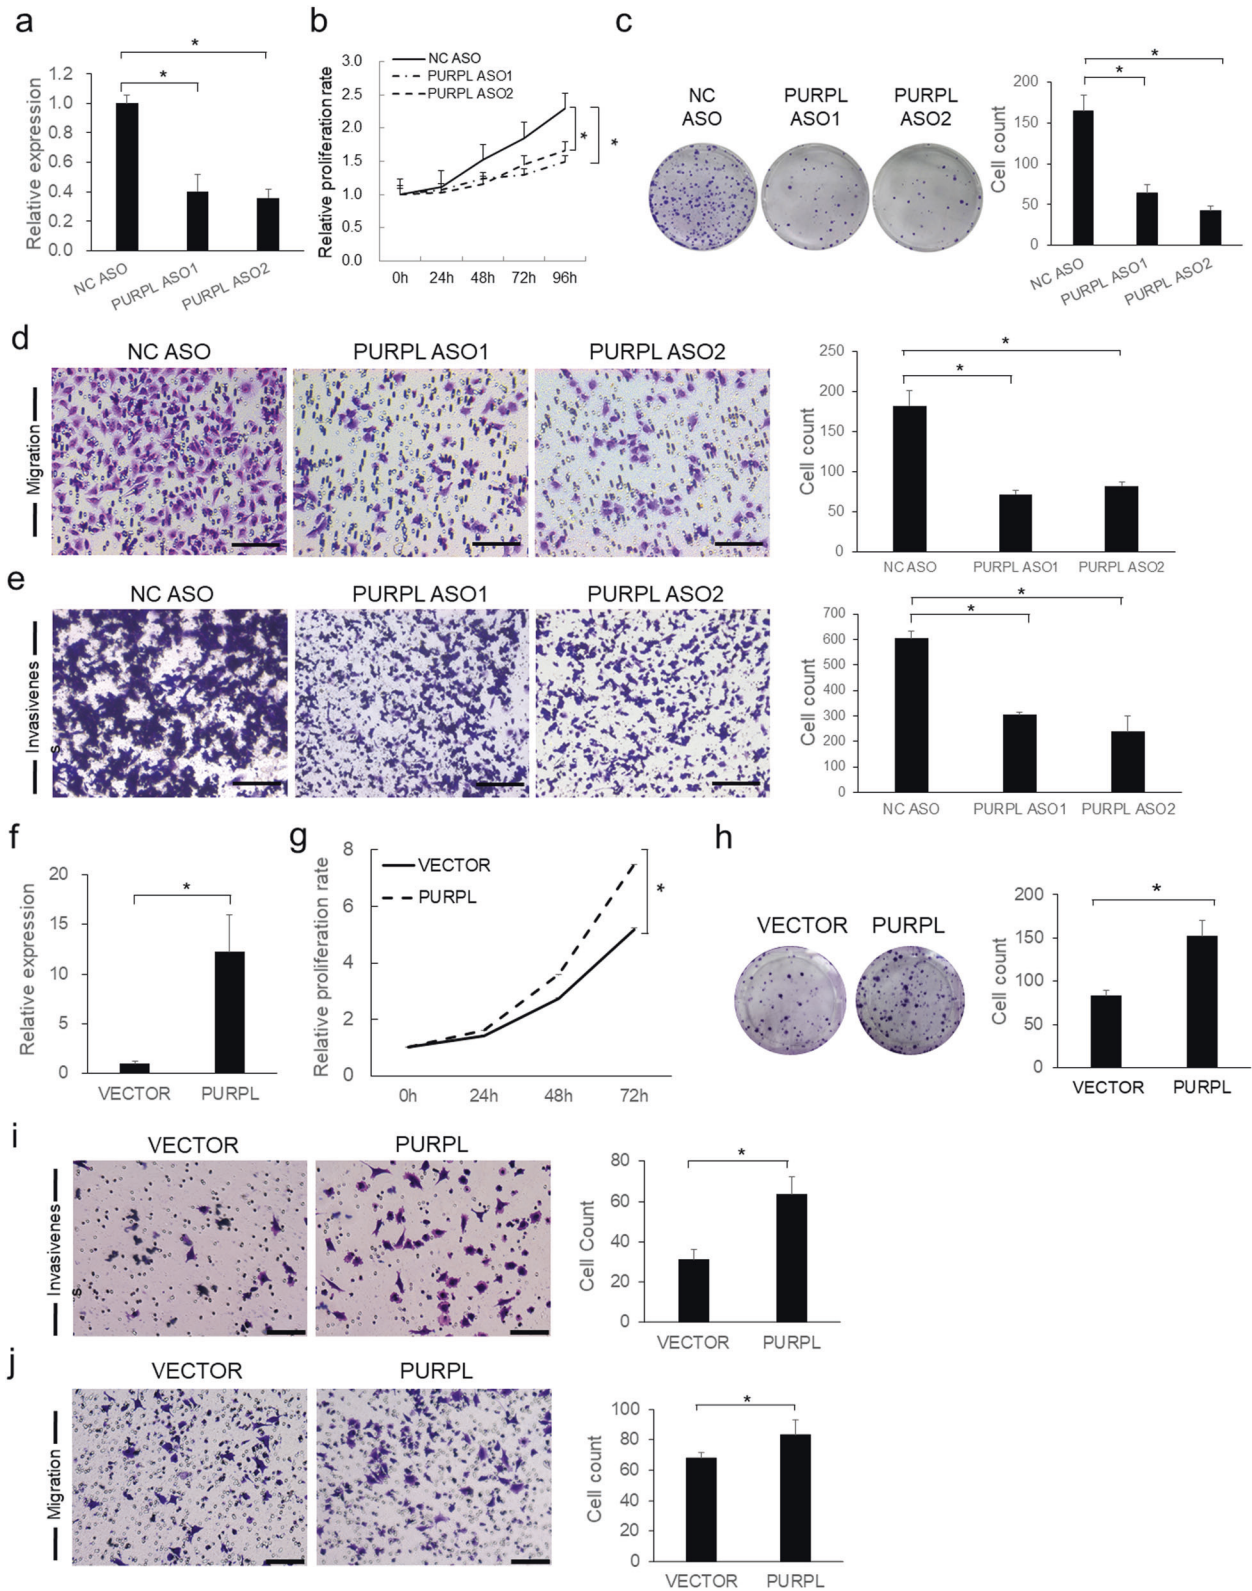 a
*
*
Relative expression
1.2
1.0
0.8
0.6
0.4
0.2
0.0
NC ASO
PURPL ASO1
PURPL ASO2
b
Relative proliferation rate
3.0
2.5
2.0
1.5
1.0
0.5
0.0
NC ASO
PURPL ASO1
PURPL ASO2
*
*
0h
24h
48h
72h
96h
c
NC
ASO
PURPL
ASO1
PURPL
ASO2
*
*
Cell count
200
150
100
50
0
NC ASO
PURPL ASO1
PURPL ASO2
d
Migration
NC ASO
PURPL ASO1
PURPL ASO2
*
*
Cell count
250
200
150
100
50
0
NC ASO
PURPL ASO1
PURPL ASO2
e
Invasivenes
s
NC ASO
PURPL ASO1
PURPL ASO2
*
*
Cell count
700
600
500
400
300
200
100
0
NC ASO
PURPL ASO1
PURPL ASO2
f
*
Relative expression
20
15
10
5
0
VECTOR
PURPL
g
Relative proliferation rate
8
6
4
2
0
VECTOR
PURPL
*
0h
24h
48h
72h
h
VECTOR
PURPL
*
Cell count
200
150
100
50
0
VECTOR
PURPL
i
Invasivenes
s
VECTOR
PURPL
*
Cell Count
80
60
40
20
0
VECTOR
PURPL
j
Migration
VECTOR
PURPL
*
Cell count
100
80
60
40
20
0
VECTOR
PURPL